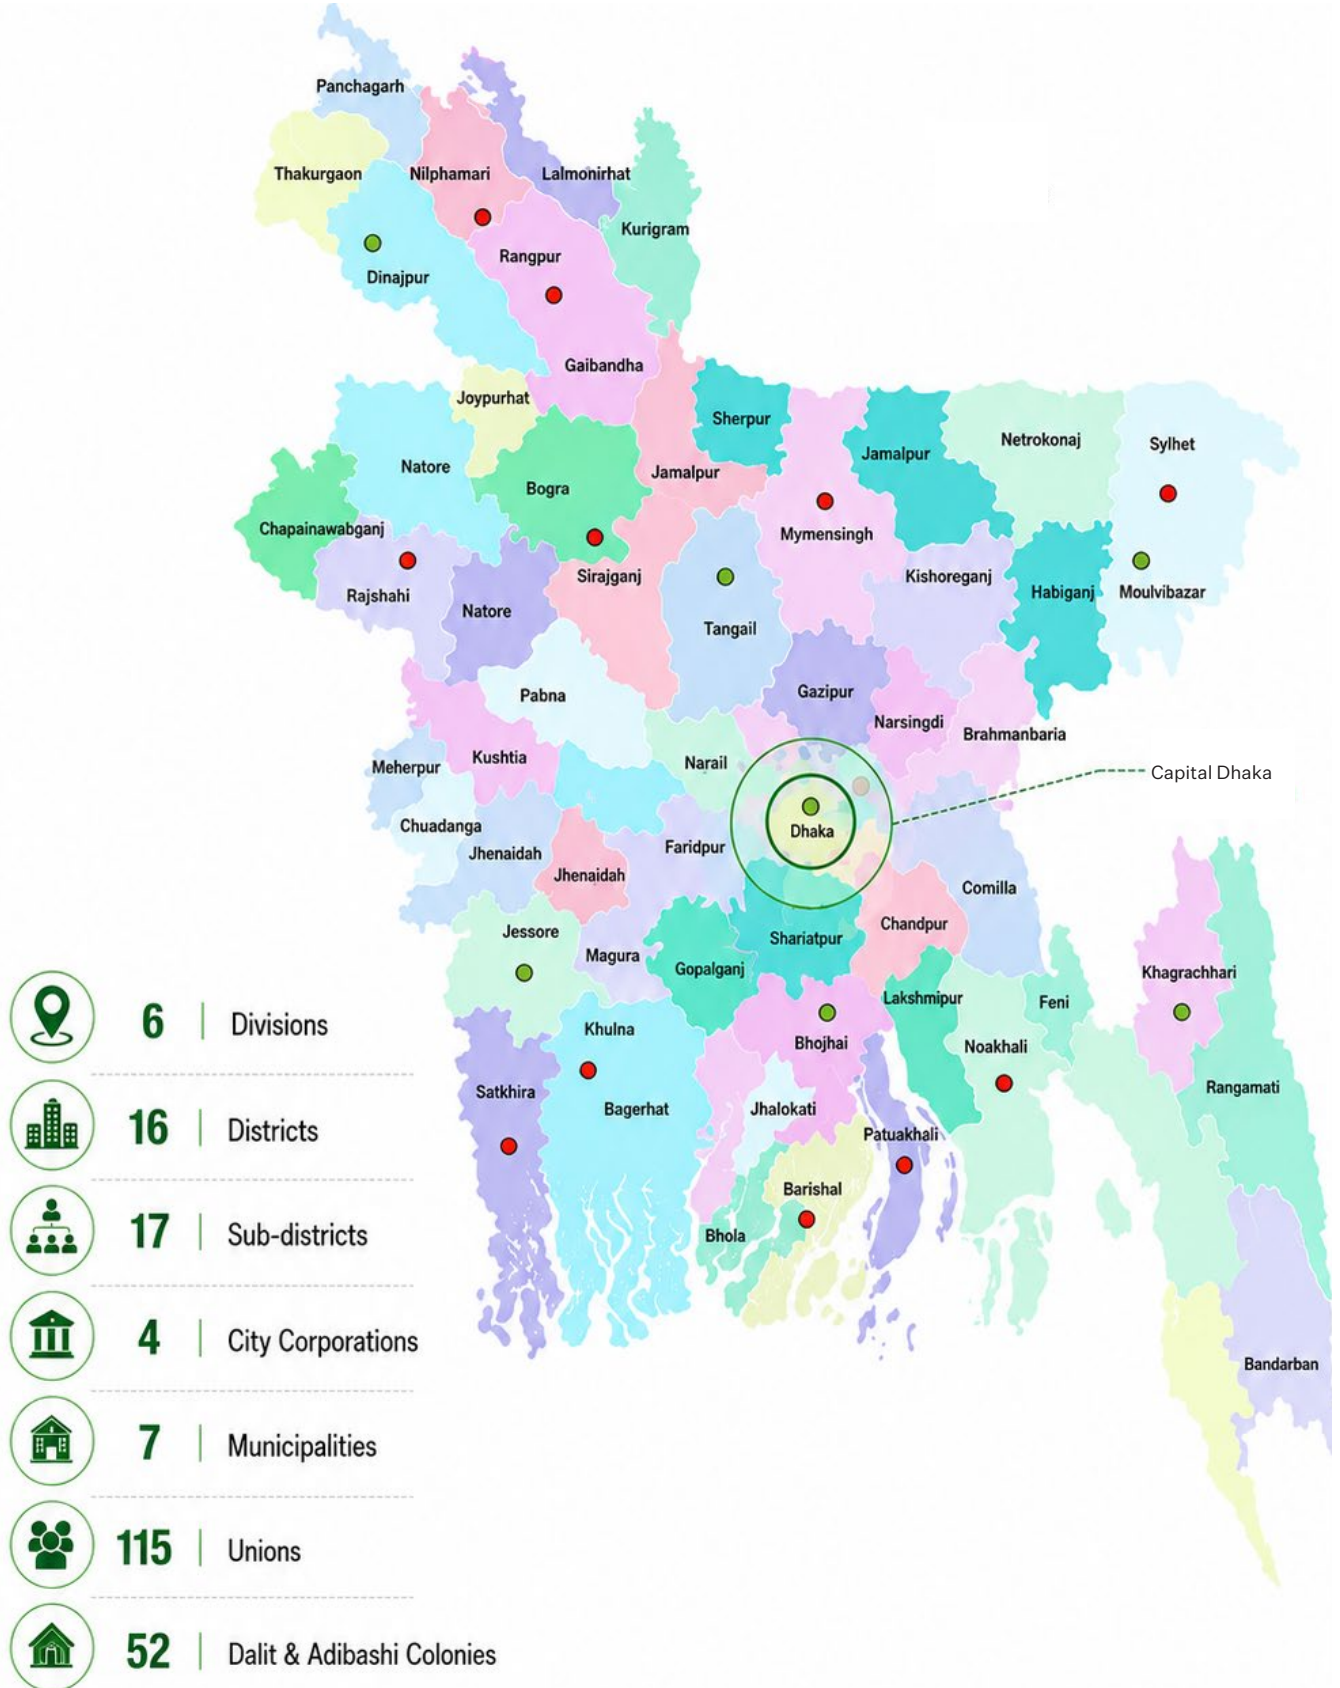 Panchagarh
Thakurgaon
Nilphamari
Lalmonirhat
Kurigram
Rangpur
Dinajpur
Gaibandha
Joypurhat
Sherpur
Natore
Jamalpur
Jamalpur
Netrokonaj
Sylhet
Bogra
Chapainawabganj
Mymensingh
Sirajganj
Kishoreganj
Habiganj
Moulvibazar
Rajshahi
Natore
Tangail
Pabna
Gazipur
Narsingdi
Brahmanbaria
Kushtia
Meherpur
Narail
Capital Dhaka
Chuadanga
Jhenaidah
Dhaka
Faridpur
Jhenaidah
Comilla
Jessore
Magura
Shariatpur
Chandpur
Gopalganj
Khagrachhari
Lakshmipur
Feni
Khulna
Bhojhai
Noakhali
Satkhira
Bagerhat
Jhalokati
Rangamati
Patuakhali
Barishal
Bhola
Bandarban
6 Divisions
16 Districts
17 Sub-districts
4 City Corporations
7 Municipalities
115 Unions
52 Dalit & Adibashi Colonies